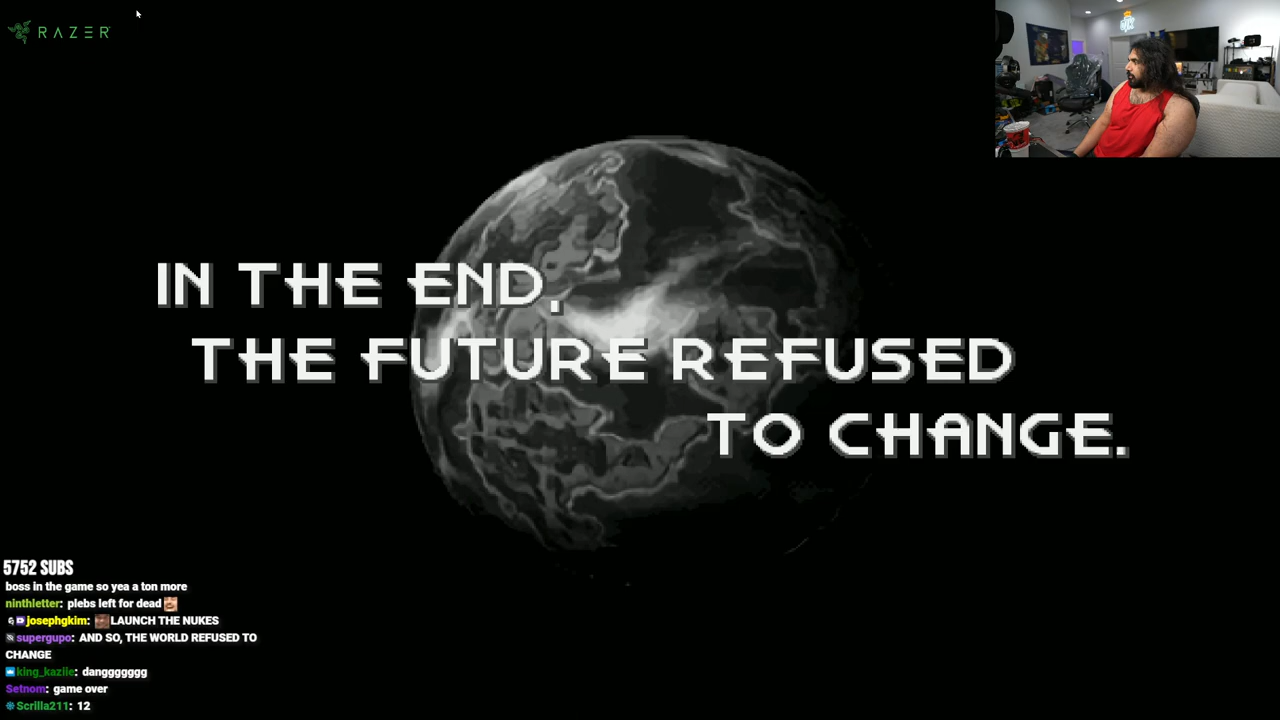 RAZER
IN THE END,
THE FUTURE REFUSED
TO CHANGE.
5752 SUBS
boss in the game so yea a ton more
ninthletter: plebs left for dead
josephgkim: LAUNCH THE NUKES
supergupo: AND SO, THE WORLD REFUSED TO
CHANGE
king_kaziie: danggggggg
Setnom: game over
Scrilla211: 12